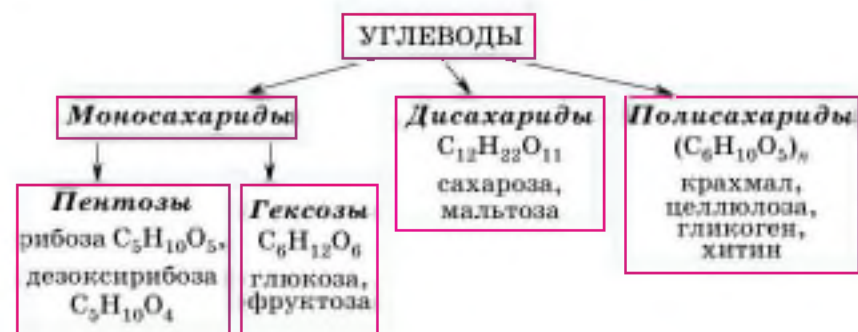 УГЛЕВОДЫ
Моносахариды
Пентозы
рибоза C₅H₁₀O₅,
дезоксирибоза
C₅H₁₀O₄
Гексозы
C₆H₁₂O₆
глюкоза,
фруктоза
Дисахариды
C₁₂H₂₂O₁₁
сахароза,
мальтоза
Полисахариды
(C₆H₁₀O₅)ₙ
крахмал,
целлюлоза,
гликоген,
хитин